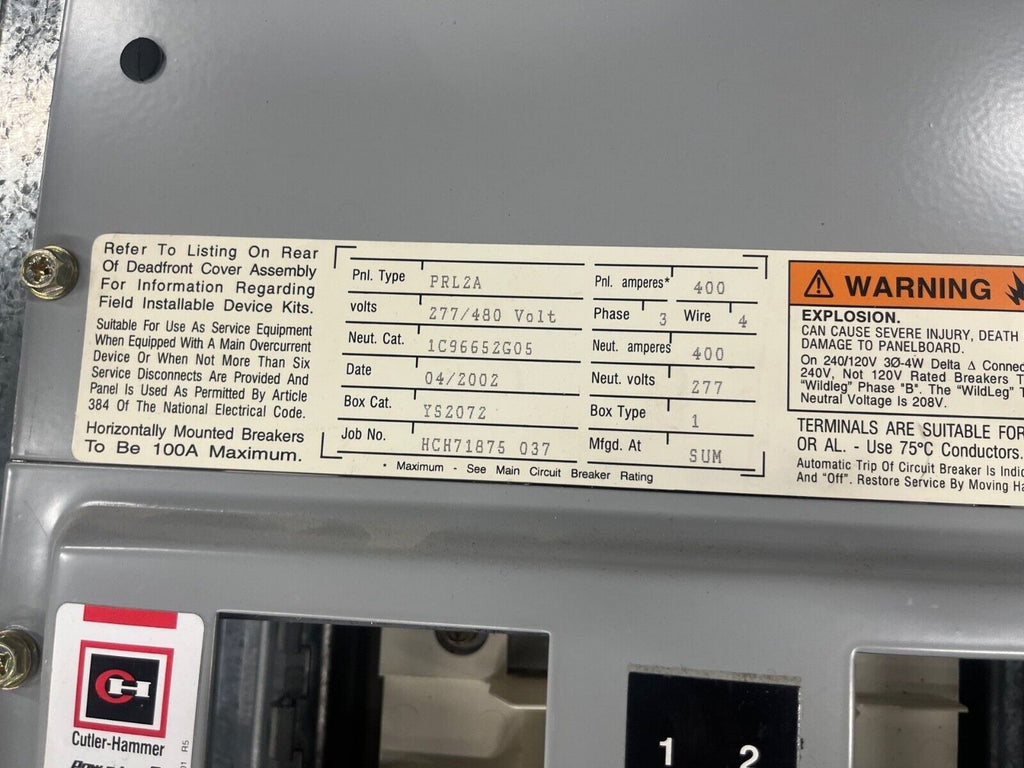 Refer To Listing On Rear
Of Deadfront Cover Assembly
For Information Regarding
Field Installable Device Kits.
Suitable For Use As Service Equipment
When Equipped With A Main Overcurrent
Device Or When Not More Than Six
Service Disconnects Are Provided And
Panel Is Used As Permitted By Article
384 Of The National Electrical Code.
Horizontally Mounted Breakers
To Be 100A Maximum.
Pnl. Type PRL2A
volts 277/480 Volt
Neut. Cat. 1C96652G05
Date 04/2002
Box Cat. YS2072
Job No. HCH71875 037
Pnl. amperes* 400
Phase 3 Wire 4
Neut. amperes 400
Neut. volts 277
Box Type 1
Mfgd. At SUM
• Maximum - See Main Circuit Breaker Rating
WARNING
EXPLOSION.
CAN CAUSE SEVERE INJURY, DEATH
DAMAGE TO PANELBOARD.
On 240/120V 3Ø-4W Delta Δ
240V, Not 120V Rated Breakers
"Wildleg" Phase "B". The "WildLeg"
Neutral Voltage Is 208V.
TERMINALS ARE SUITABLE FOR
OR AL. - Use 75°C Conductors.
Automatic Trip Of Circuit Breaker Is
And "Off". Restore Service By Moving
CH
Cutler-Hammer
R5
1 2